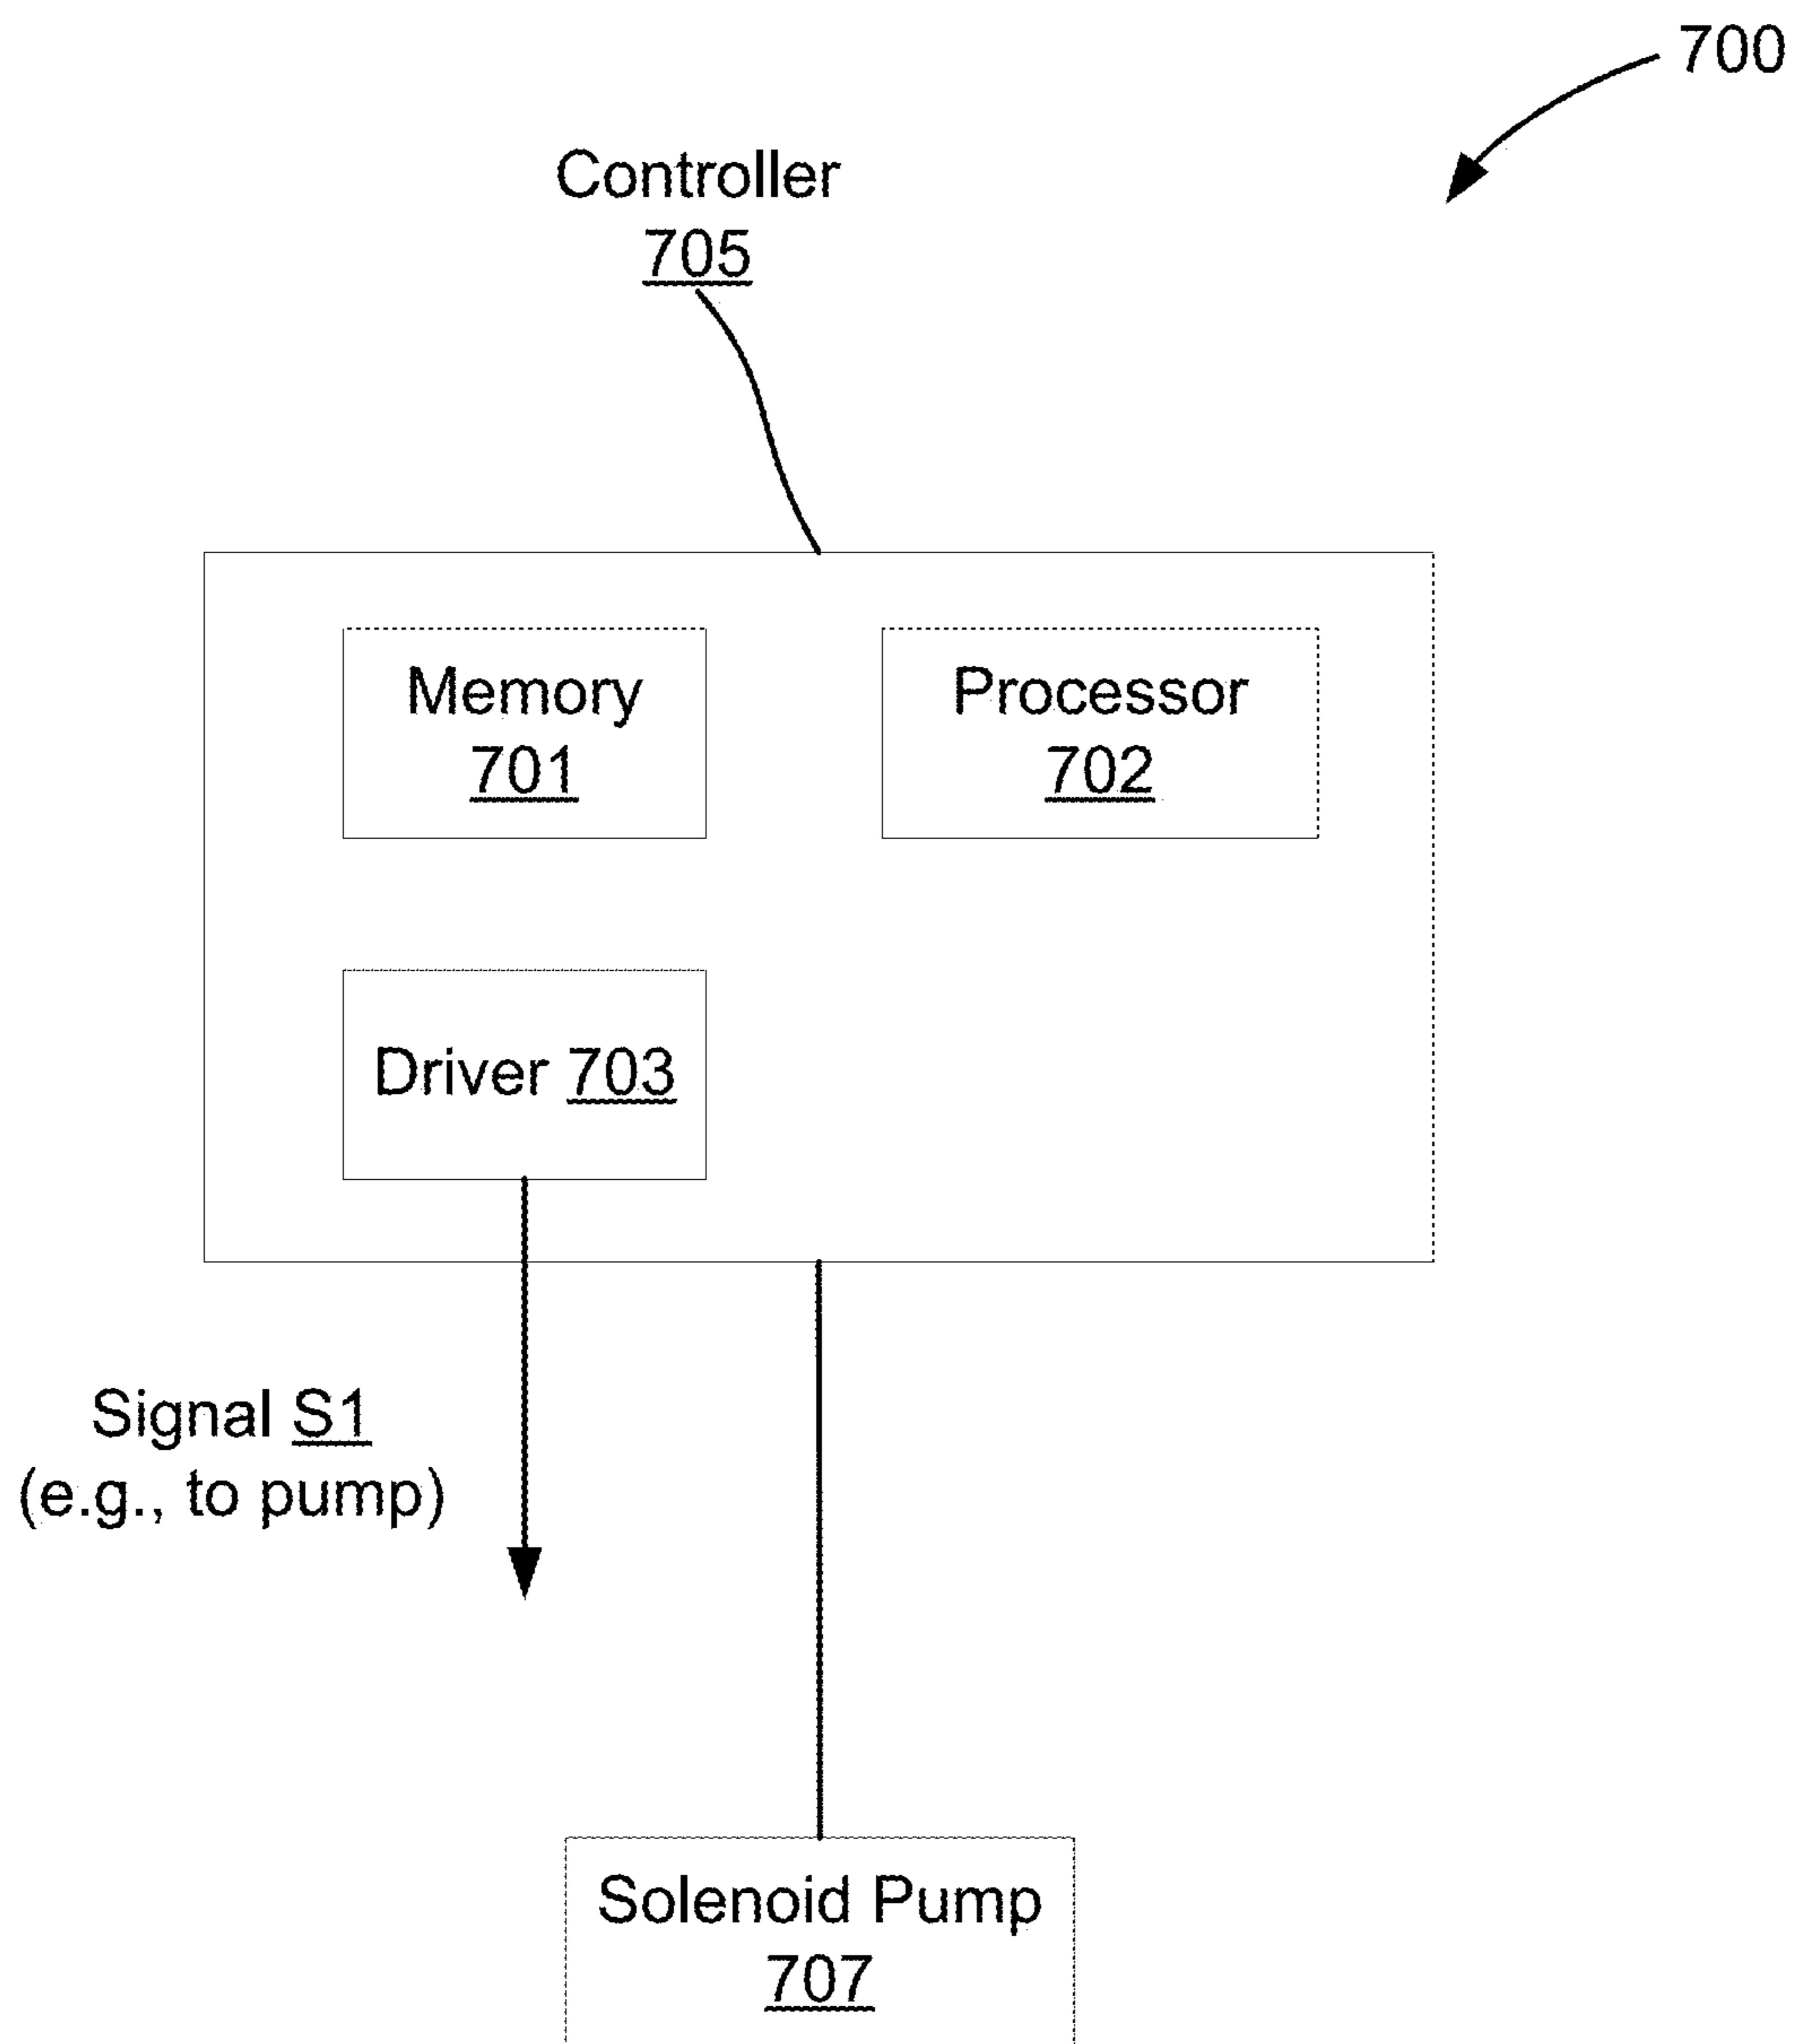 700
Controller
705
Memory
701
Processor
702
Driver 703
Signal S1
(e.g., to pump)
Solenoid Pump
707